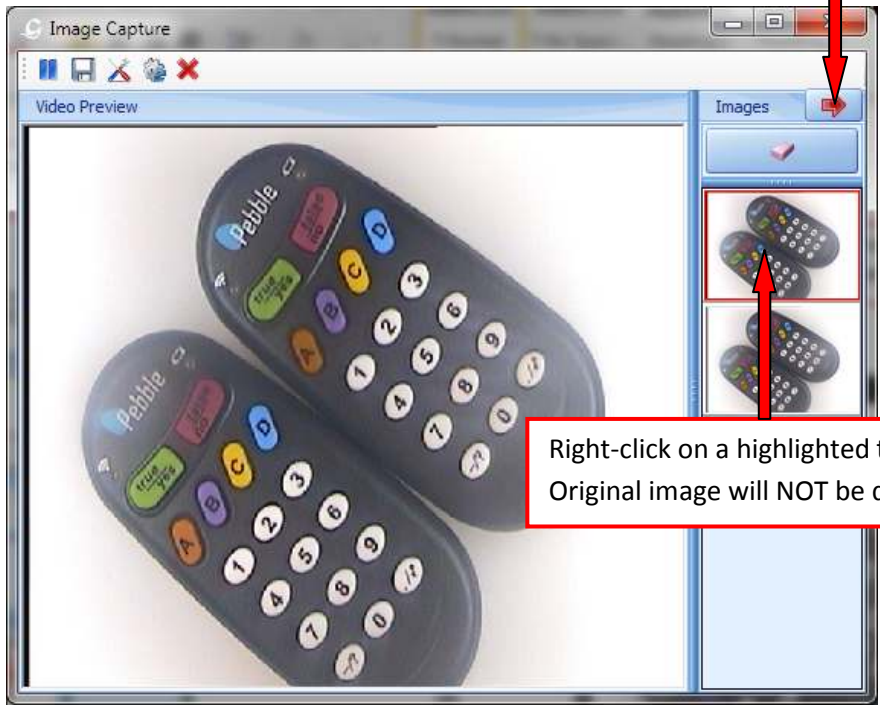 Image Capture
Video Preview
Images
Pebble
true
yes
false
no
A B C D
1 2 3
4 5 6
7 8 9
0
Pebble
true
yes
false
no
A B C D
1 2 3
4 5 6
7 8 9
0
Right-click on a highlighted
Original image will NOT be